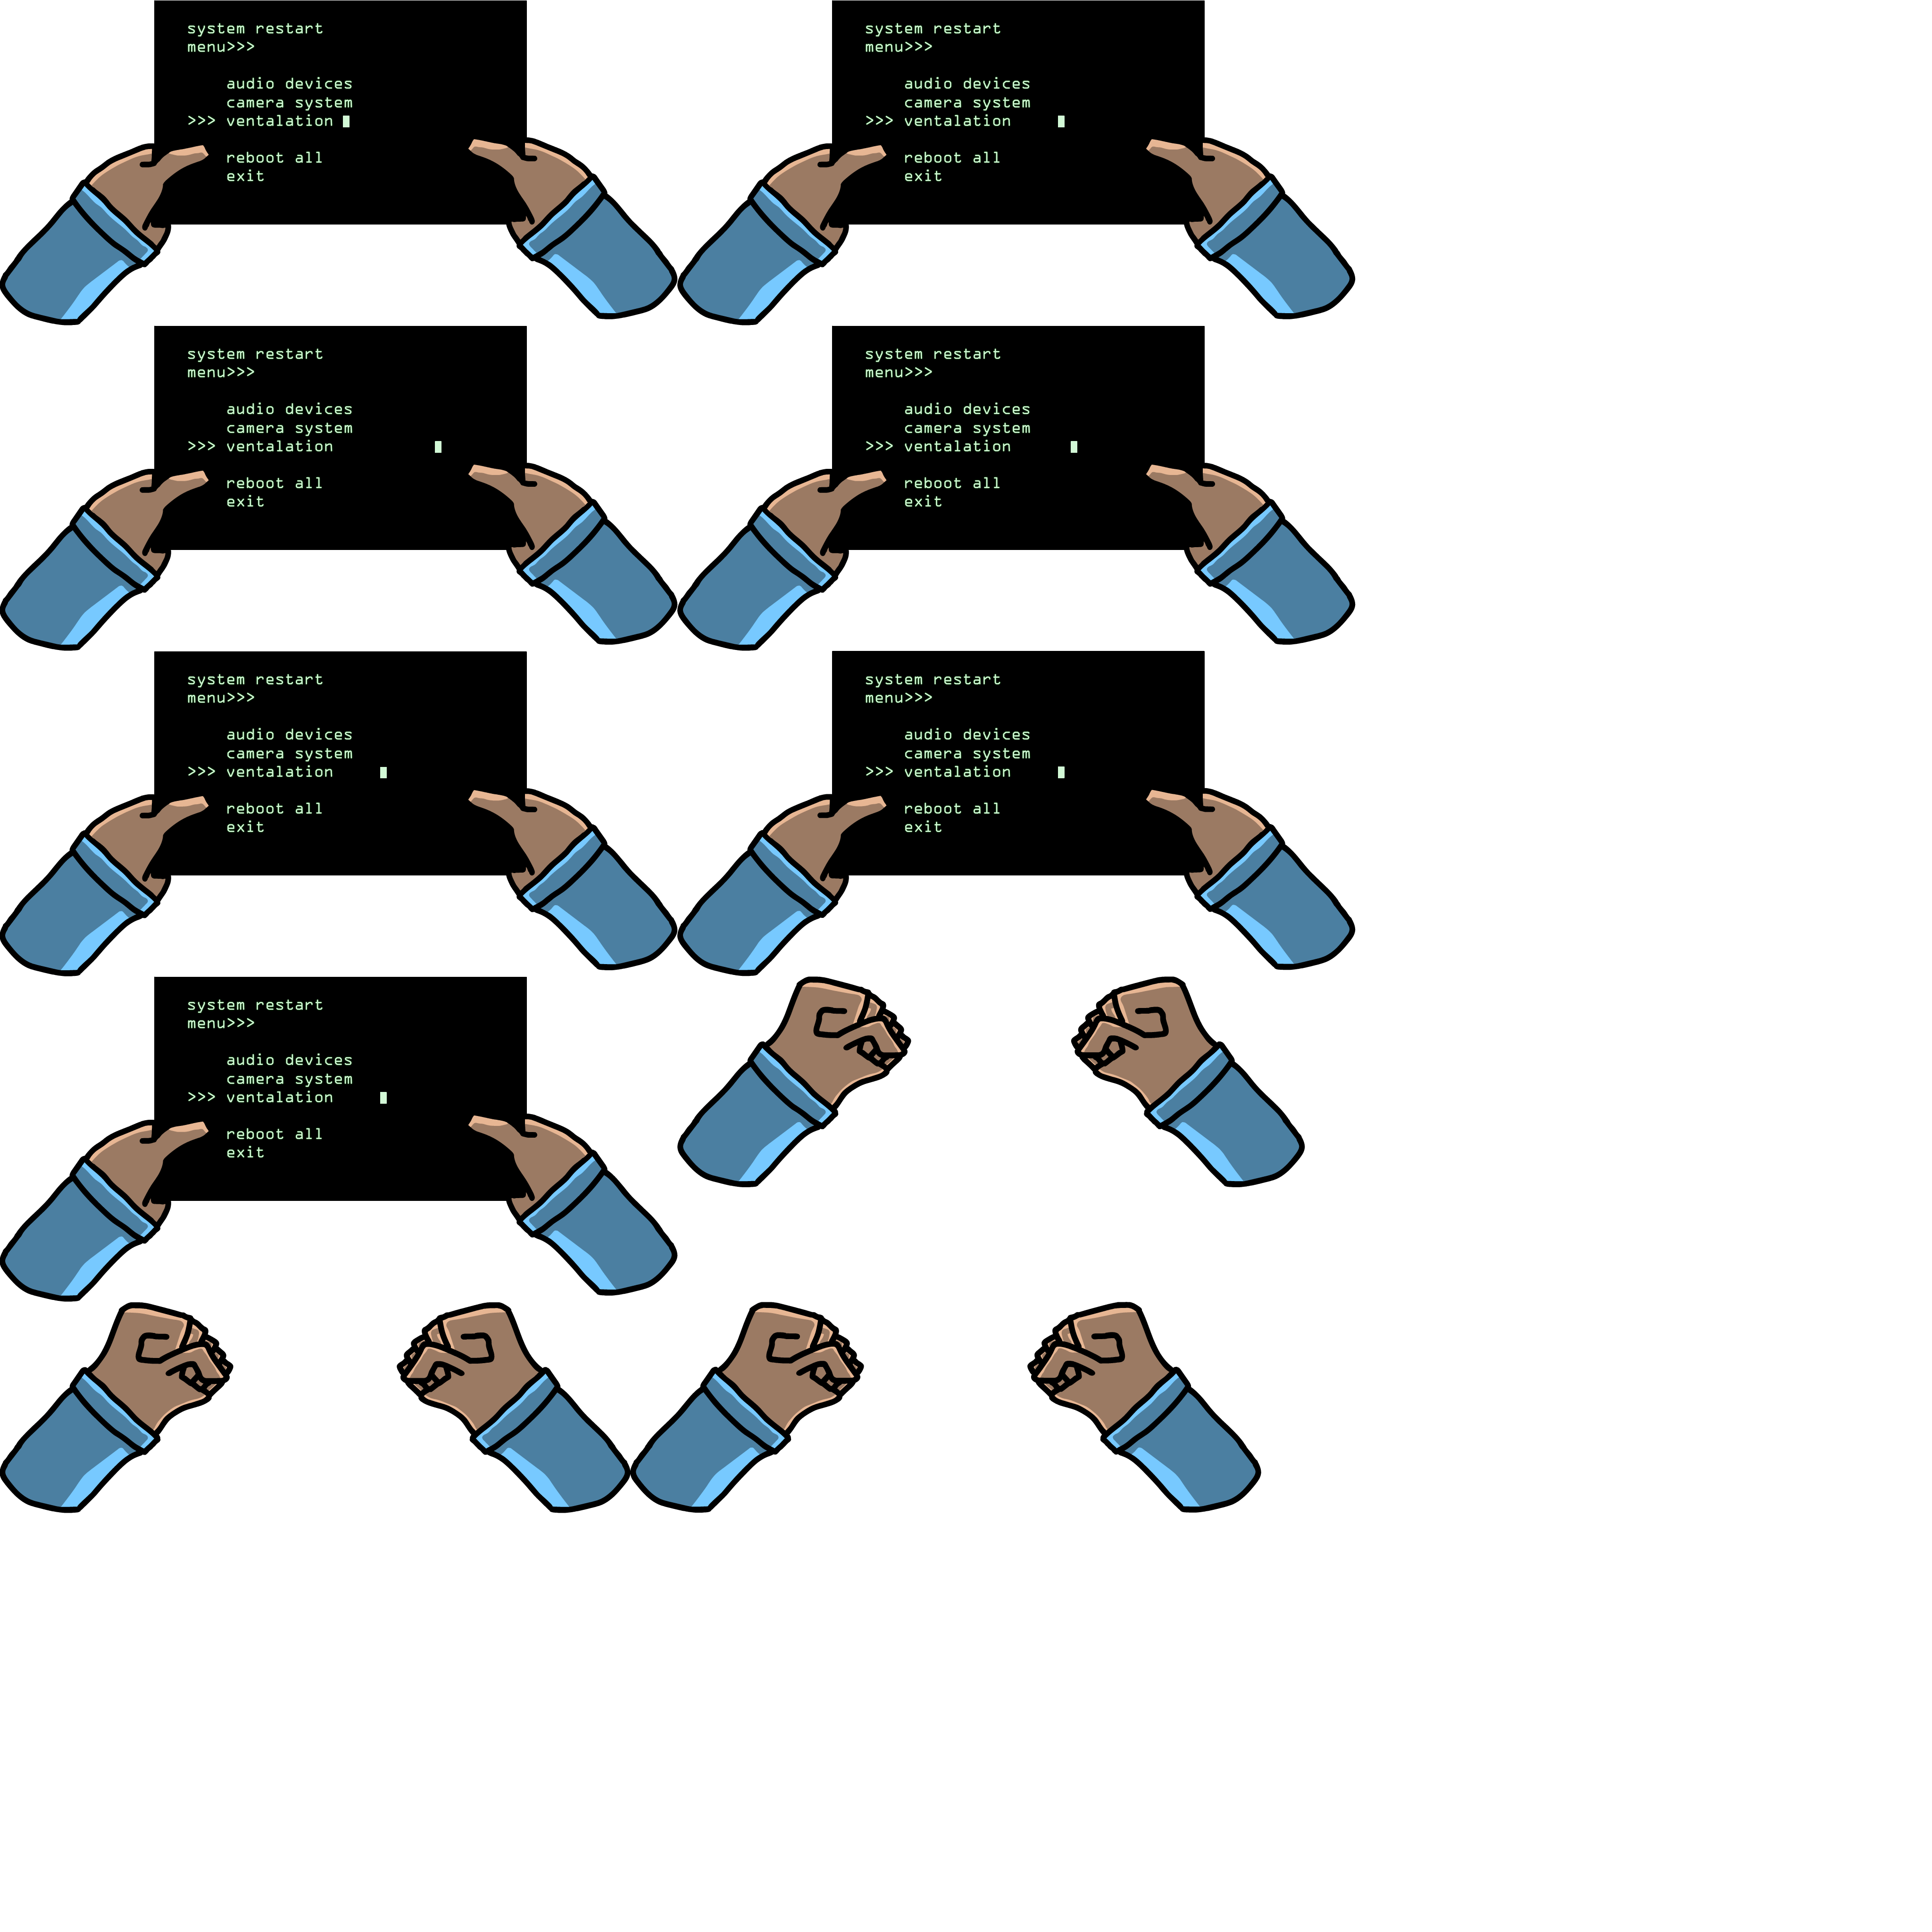 system restart
menu>>>
audio devices
camera system
>>> ventalation
reboot all
exit
system restart
menu>>>
audio devices
camera system
>>> ventalation
reboot all
exit
system restart
menu>>>
audio devices
camera system
>>> ventalation
reboot all
exit
system restart
menu>>>
audio devices
camera system
>>> ventalation
reboot all
exit
system restart
menu>>>
audio devices
camera system
>>> ventalation
reboot all
exit
system restart
menu>>>
audio devices
camera system
>>> ventalation
reboot all
exit
system restart
menu>>>
audio devices
camera system
>>> ventalation
reboot all
exit